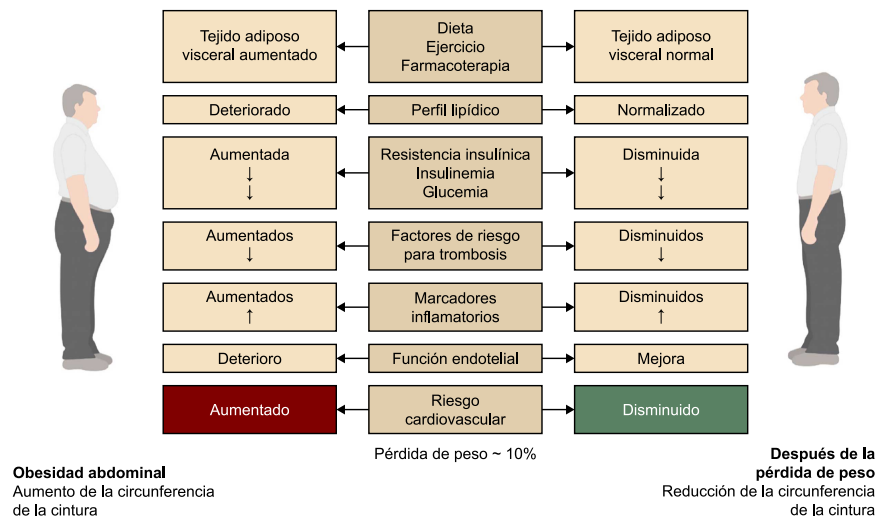 Tejido adiposo
visceral aumentado
Dieta
Ejercicio
Farmacoterapia
Tejido adiposo
visceral normal
Deteriorado
Perfil lipídico
Normalizado
Aumentada
↓
↓
Resistencia insulínica
Insulinemia
Glucemia
Disminuida
↓
↓
Aumentados
↓
Factores de riesgo
para trombosis
Disminuidos
↓
Aumentados
↑
Marcadores
inflamatorios
Disminuidos
↑
Deterioro
Función endotelial
Mejora
Aumentado
Riesgo
cardiovascular
Disminuido
Pérdida de peso ~ 10%
Obesidad abdominal
Aumento de la circunferencia
de la cintura
Después de la
pérdida de peso
Reducción de la circunferencia
de la cintura